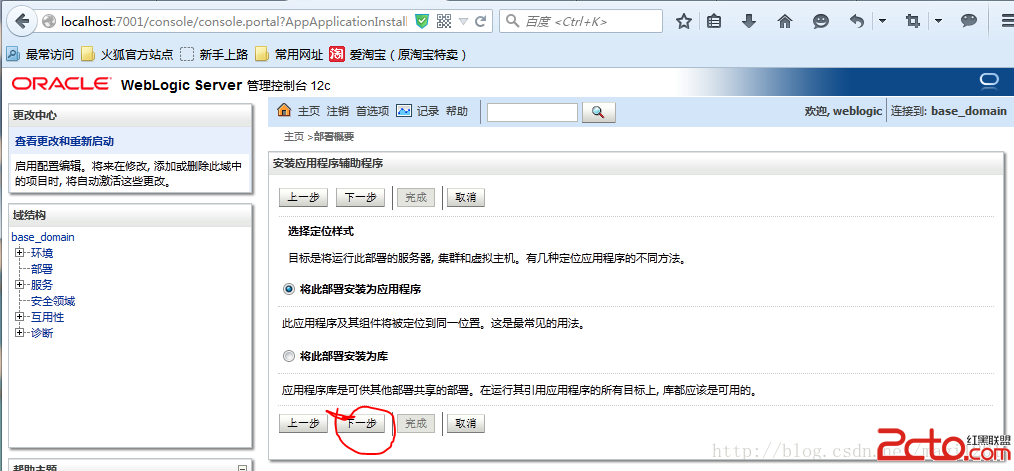 localhost:7001/console/console.portal?AppApplicationInstall
百度 <Ctrl+K>
最常访问 火狐官方站点 新手上路 常用网址 淘 爱淘宝（原淘宝特卖）
ORACLE WebLogic Server 管理控制台 12c
更改中心
查看更改和重新启动
启用配置编辑。将来在修改, 添加或删除此域中
的项目时, 将自动激活这些更改。
域结构
base_domain
环境
部署
服务
安全领域
互用性
诊断
帮助主题
主页 注销 首选项 记录 帮助
欢迎, weblogic 连接到: base_domain
主页 >部署概要
安装应用程序辅助程序
上一步 下一步 完成 取消
选择定位样式
目标是将运行此部署的服务器, 集群和虚拟主机。有几种定位应用程序的不同方法。
将此部署安装为应用程序
此应用程序及其组件将被定位到同一位置。这是最常见的用法。
将此部署安装为库
应用程序库是可供其他部署共享的部署。在运行其引用应用程序的所有目标上, 库都应该是可用的。
上一步 下一步 完成 取消
http://blog.csdn.net/
2cto 红黑联盟
.com